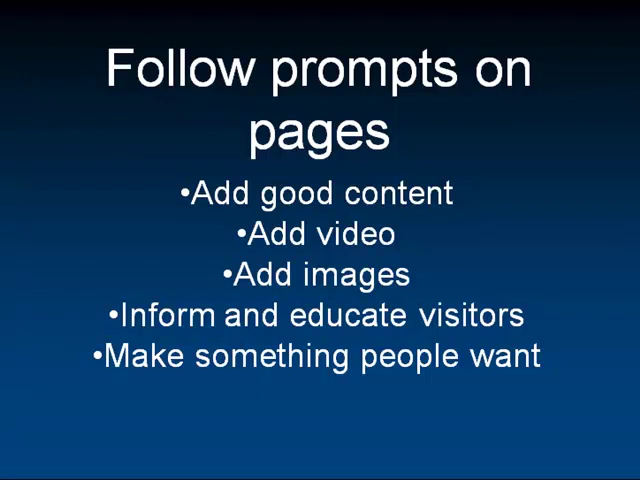 Follow prompts on
pages
•Add good content
•Add video
•Add images
•Inform and educate visitors
•Make something people want